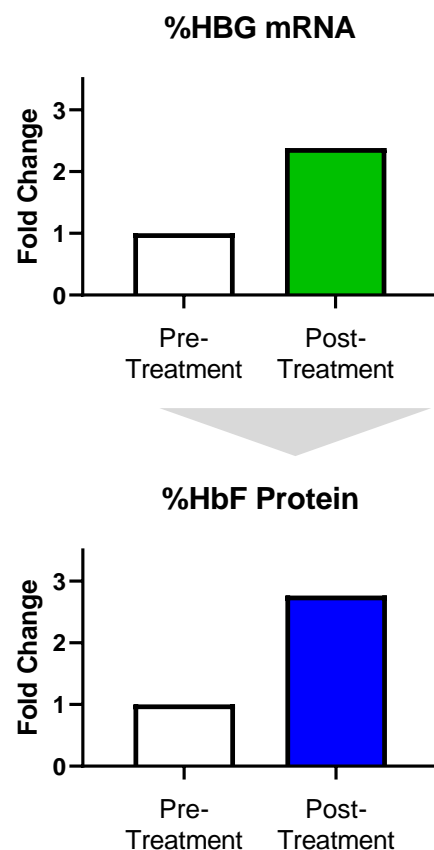 %HBG mRNA
Fold Change
3
2
1
0
Pre-
Treatment
Post-
Treatment
%HbF Protein
Fold Change
3
2
1
0
Pre-
Treatment
Post-
Treatment